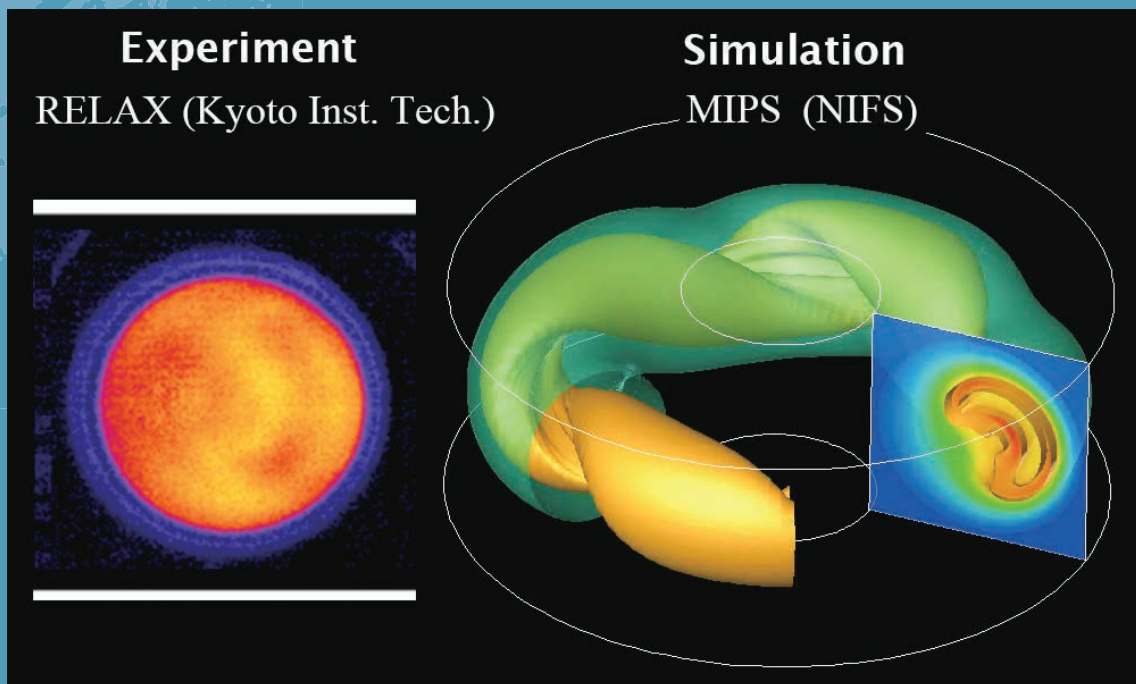 Experiment
RELAX (Kyoto Inst. Tech.)
Simulation
MIPS (NIFS)